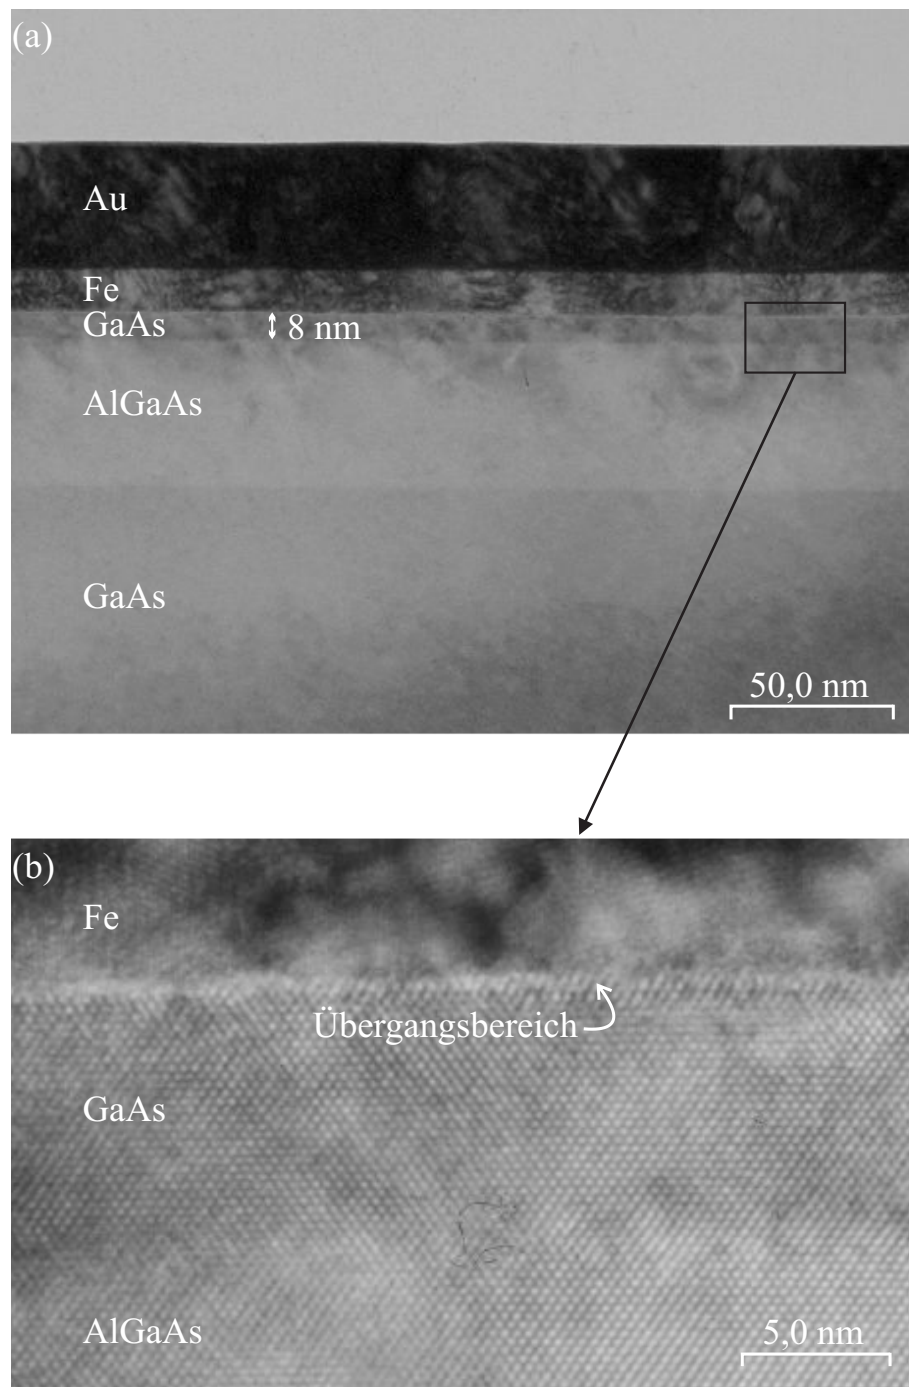 (a)
Au
Fe
GaAs
8 nm
AlGaAs
GaAs
50,0 nm
(b)
Fe
Übergangsbereich
GaAs
AlGaAs
5,0 nm